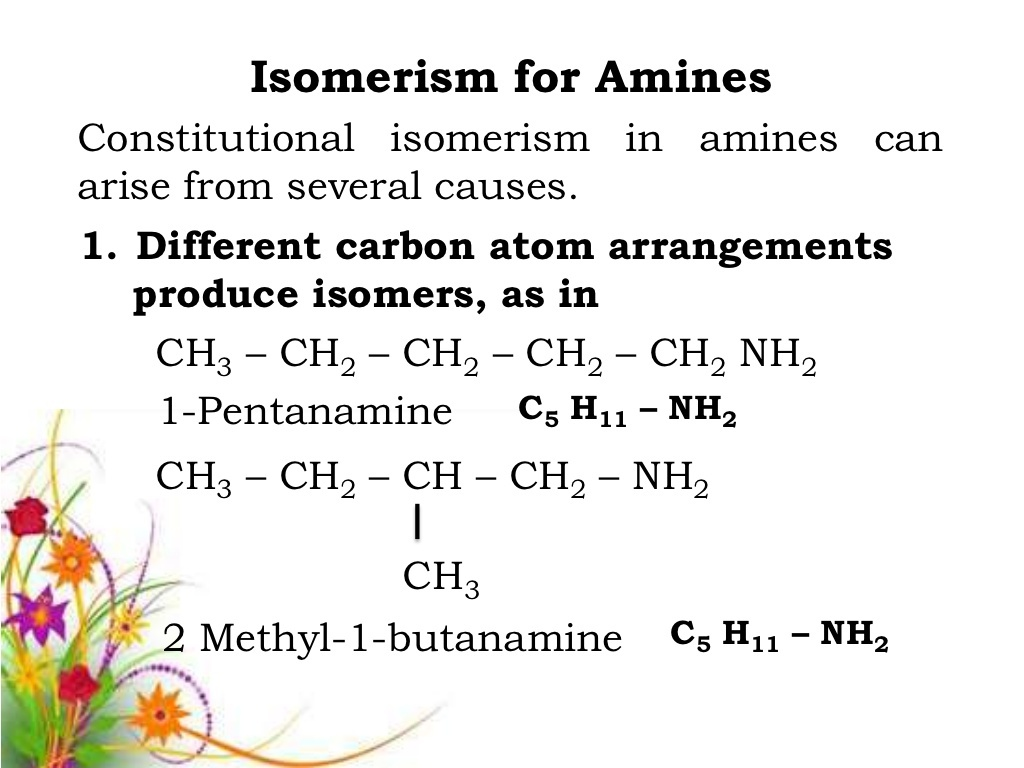 Isomerism for Amines
Constitutional isomerism in amines can
arise from several causes.
1. Different carbon atom arrangements
produce isomers, as in
CH₃ – CH₂ – CH₂ – CH₂ – CH₂ NH₂
1-Pentanamine C₅ H₁₁ – NH₂
CH₃ – CH₂ – CH – CH₂ – NH₂
CH₃
2 Methyl-1-butanamine C₅ H₁₁ – NH₂